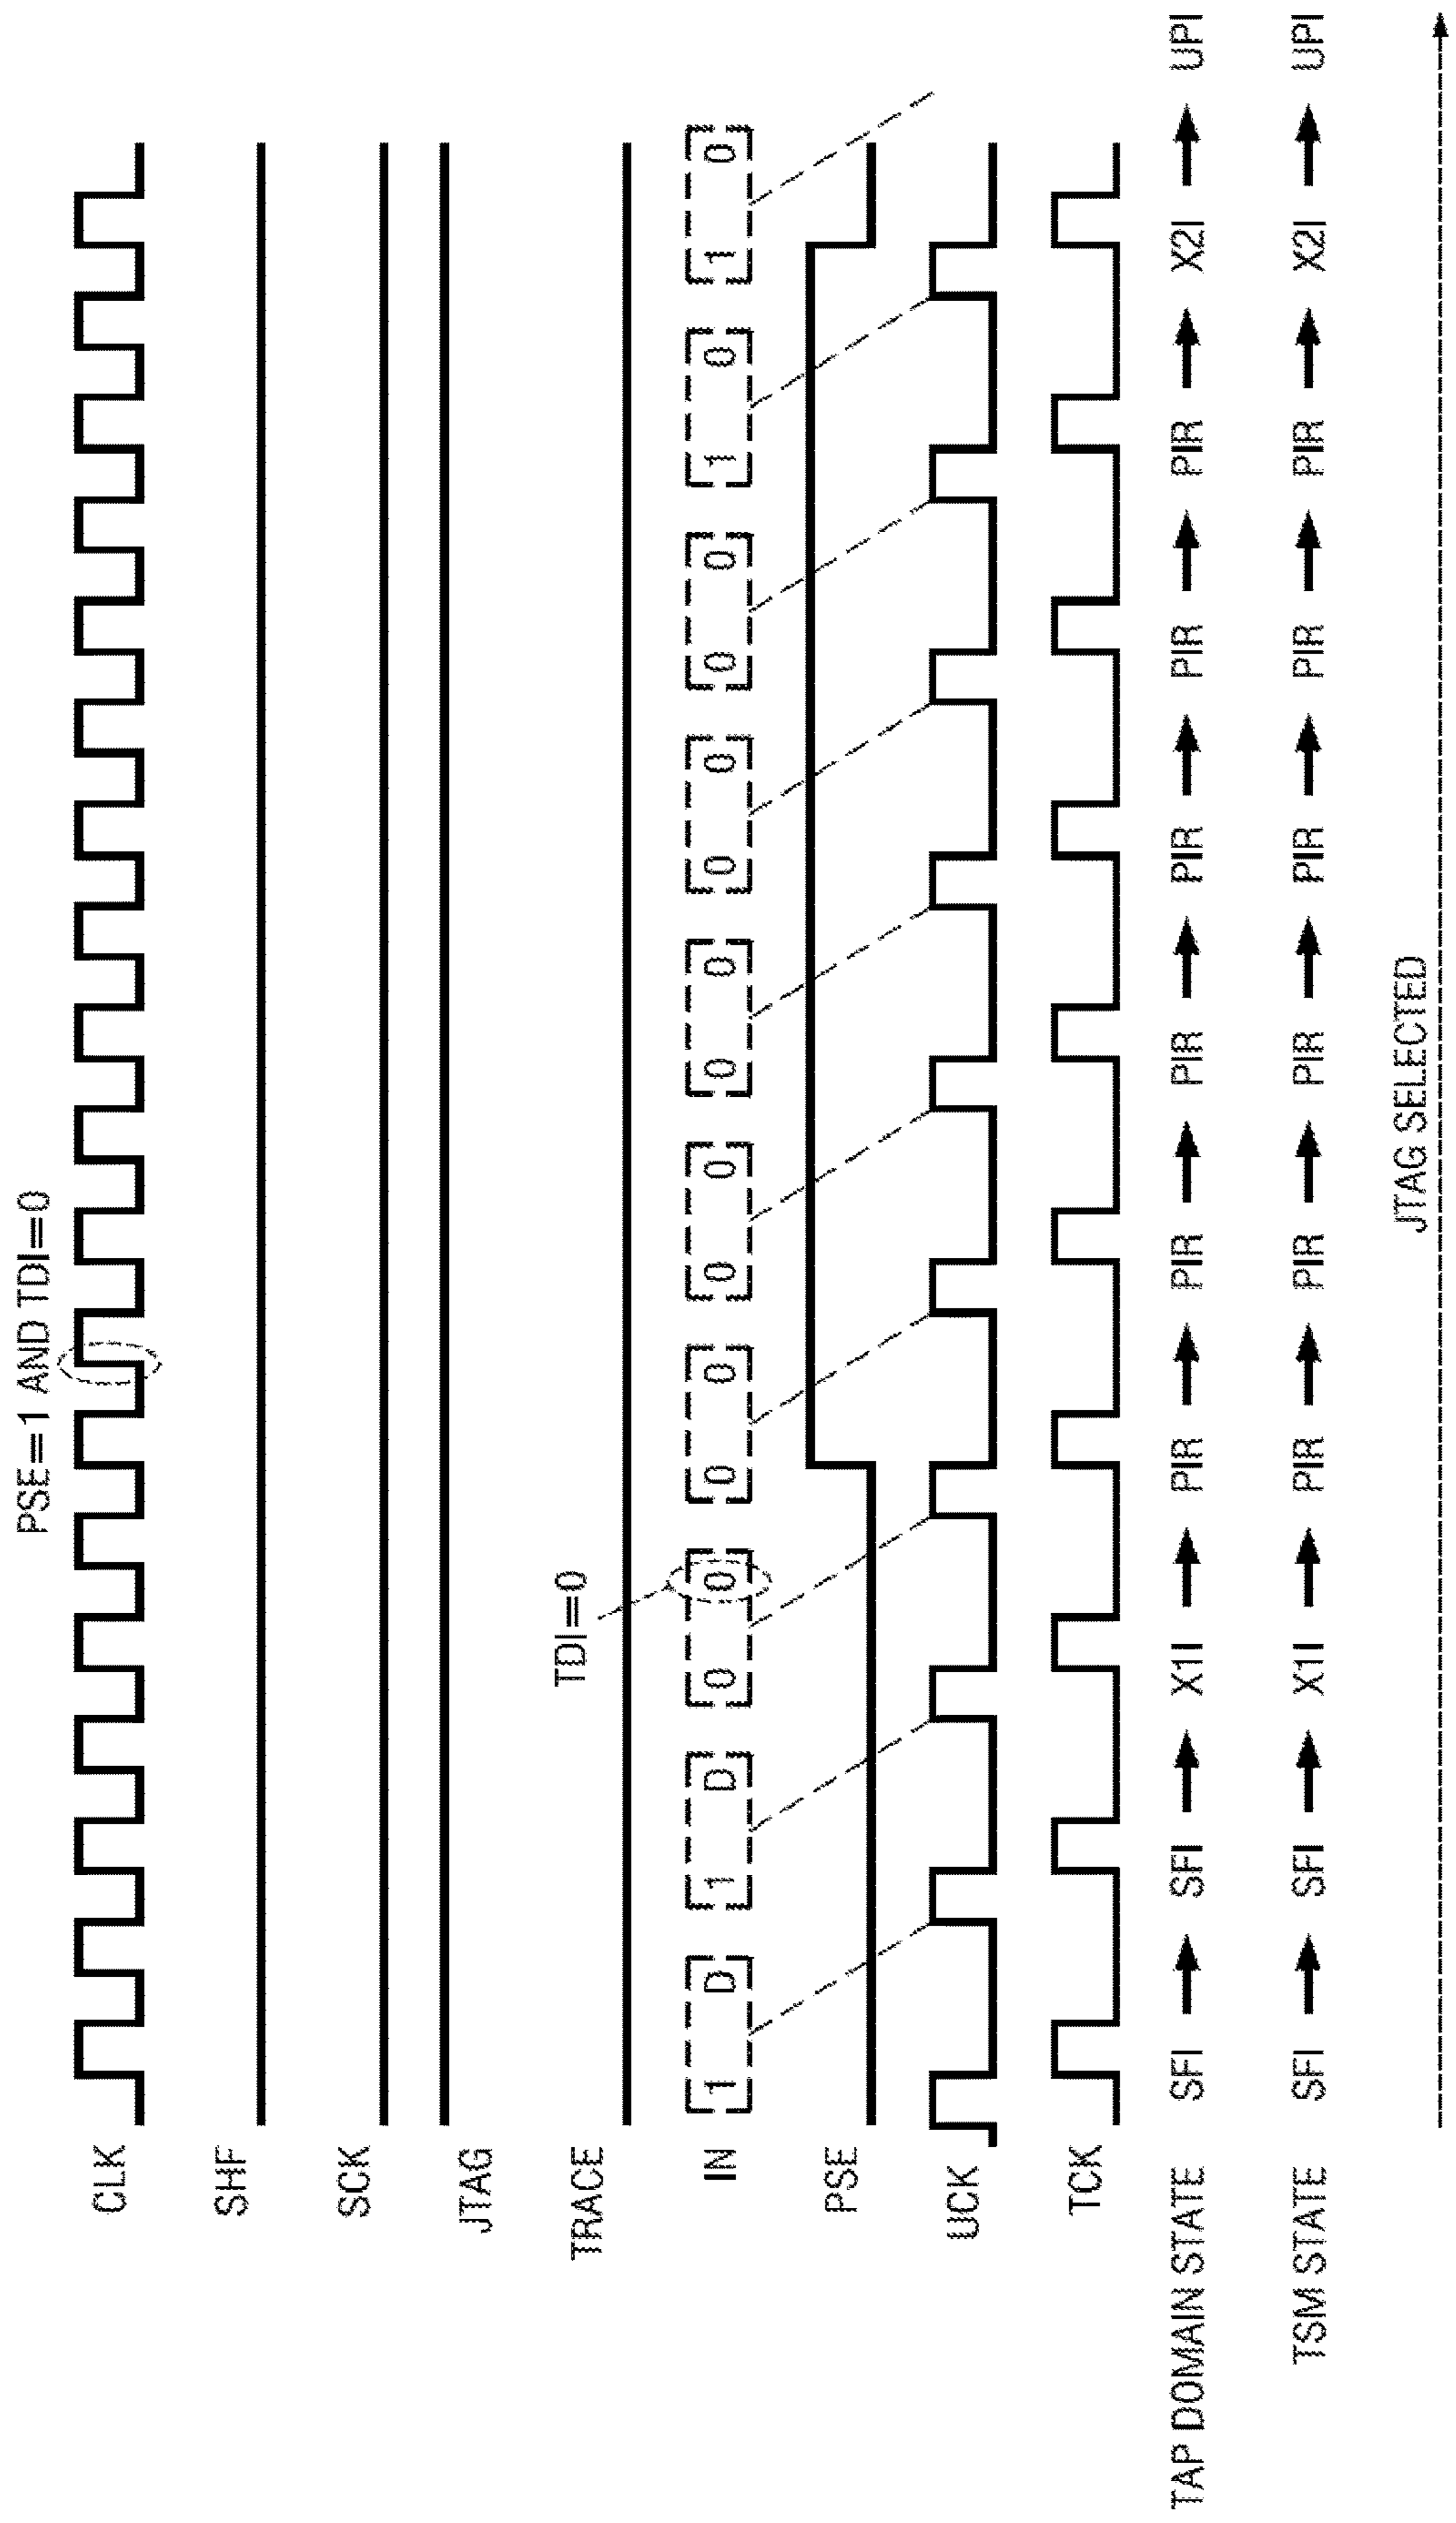 PSE=1 AND TDI=0
CLK
SHF
SCK
JTAG
TRACE
TDI=0
IN 1 D 1 D 0 0 0 0 0 0 0 0 0 0 0 0 1 0 1 0
PSE
UCK
TCK
TAP DOMAIN STATE SFI SFI X1I PIR PIR PIR PIR PIR PIR X2I UPI
TSM STATE SFI SFI X1I PIR PIR PIR PIR PIR PIR X2I UPI
JTAG SELECTED